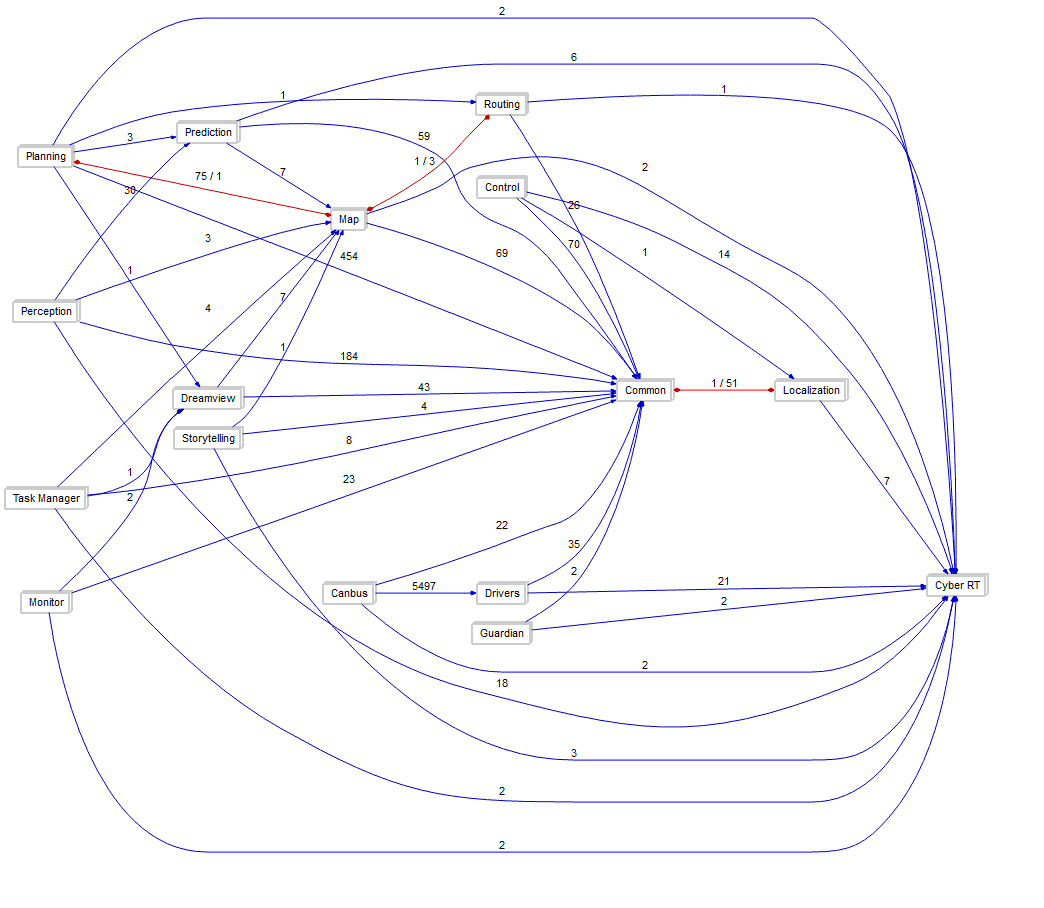 2
6
1
1
Routing
Prediction
3
59
Planning
7
1 / 3
2
75 / 1
30
Control
26
Map
3
70
454
69
1
14
1
7
4
Perception
1
184
43
Common
1 / 51
Localization
Dreamview
4
Storytelling
8
1
23
7
2
Task Manager
22
35
2
Canbus
5497
Drivers
21
Cyber RT
Monitor
2
Guardian
2
18
3
2
2